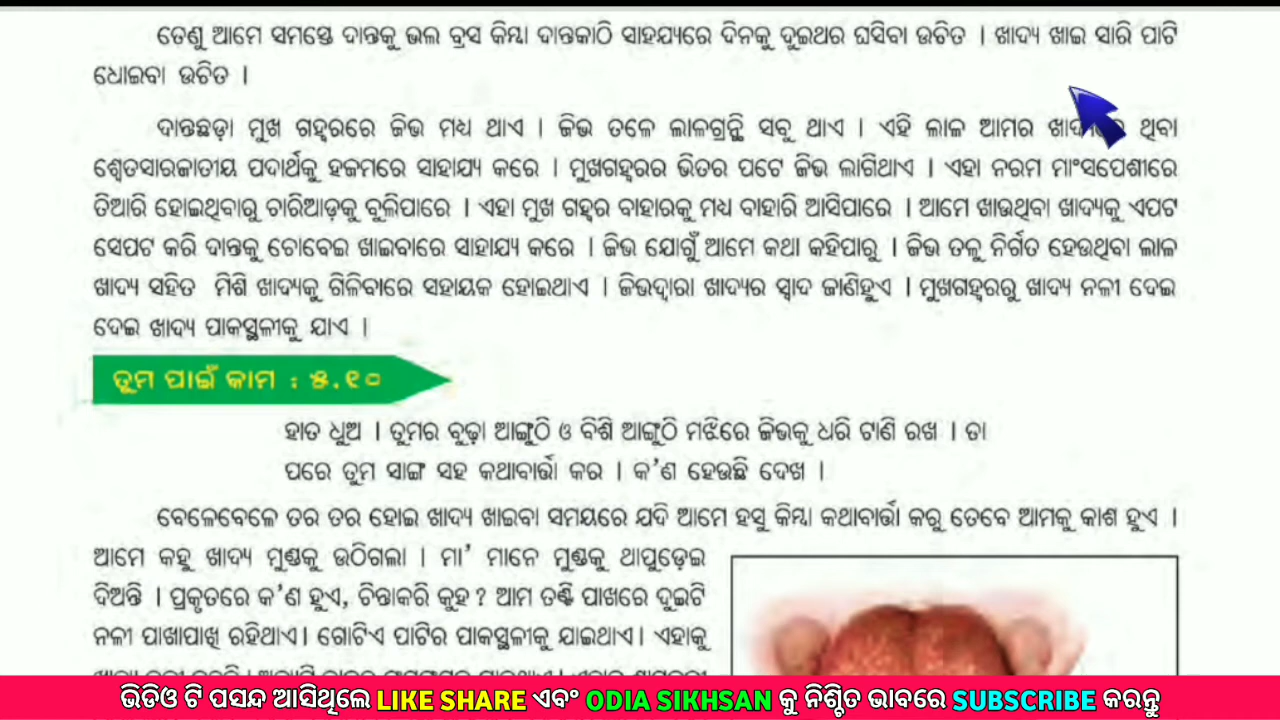 ତେଣୁ ଆମେ ସମସ୍ତେ ଦାନ୍ତକୁ ଭଲ ବ୍ରସ କିମ୍ବା ଦାନ୍ତକାଠି ସାହଯ୍ୟରେ ଦିନକୁ ଦୁଇଥର ଘସିବା ଉଚିତ । ଖାଦ୍ୟ ଖାଇ ସାରି ପାଟି
ଧୋଇବା ଉଚିତ ।
ଦାନ୍ତଛଡ଼ା ମୁଖ ଗହ୍ୱରରେ ଜିଭ ମଧ୍ୟ ଥାଏ । ଜିଭ ତଳେ ଲାଳଗ୍ରନ୍ଥି ସବୁ ଥାଏ । ଏହି ଲାଳ ଆମର ଥିବା
ଶ୍ୱେତସାରଜାତୀୟ ପଦାର୍ଥକୁ ହଜମରେ ସାହାଯ୍ୟ କରେ । ମୁଖଗହ୍ୱରର ଭିତର ପଟେ ଜିଭ ଲାଗିଥାଏ । ଏହା ନରମ ମାଂସପେଶୀରେ
ତିଆରି ହୋଇଥିବାରୁ ଚାରିଆଡ଼କୁ ବୁଲିପାରେ । ଏହା ମୁଖ ଗହ୍ୱର ବାହାରକୁ ମଧ୍ୟ ବାହାରି ଆସିପାରେ । ଆମେ ଖାଉଥିବା ଖାଦ୍ୟକୁ ଏପଟ
ସେପଟ କରି ଦାନ୍ତକୁ ଚୋବେଇ ଖାଇବାରେ ସାହାଯ୍ୟ କରେ । ଜିଭ ଯୋଗୁଁ ଆମେ କଥା କହିପାରୁ । ଜିଭ ତଳୁ ନିର୍ଗତ ହେଉଥିବା ଲାଳ
ଖାଦ୍ୟ ସହିତ ମିଶି ଖାଦ୍ୟକୁ ଗିଳିବାରେ ସହାୟକ ହୋଇଥାଏ । ଜିଭଦ୍ୱାରା ଖାଦ୍ୟର ସ୍ୱାଦ ଜାଣିହୁଏ । ମୁଖଗହ୍ୱରରୁ ଖାଦ୍ୟ ନଳୀ ଦେଇ
ଦେଇ ଖାଦ୍ୟ ପାକସ୍ଥଳୀକୁ ଯାଏ ।
ତୁମ ପାଇଁ କାମ : ୫.୧୦
ହାତ ଧୁଅ । ତୁମର ବୁଢ଼ା ଆଙ୍ଗୁଠି ଓ ବିଶି ଆଙ୍ଗୁଠି ମଝିରେ ଜିଭକୁ ଧରି ଟାଣି ରଖ । ତା
ପରେ ତୁମ ସାଙ୍ଗ ସହ କଥାବାର୍ତ୍ତା କର । କ'ଣ ହେଉଛି ଦେଖ ।
ବେଳେବେଳେ ତର ତର ହୋଇ ଖାଦ୍ୟ ଖାଇବା ସମୟରେ ଯଦି ଆମେ ହସୁ କିମ୍ବା କଥାବାର୍ତ୍ତା କରୁ ତେବେ ଆମକୁ କାଶ ହୁଏ ।
ଆମେ କହୁ ଖାଦ୍ୟ ମୁଣ୍ଡକୁ ଉଠିଗଲା । ମା' ମାନେ ମୁଣ୍ଡକୁ ଥାପୁଡ଼େଇ
ଦିଅନ୍ତି । ପ୍ରକୃତରେ କ'ଣ ହୁଏ, ଚିନ୍ତାକରି କୁହ ? ଆମ ତଣ୍ଟି ପାଖରେ ଦୁଇଟି
ନଳୀ ପାଖାପାଖି ରହିଥାଏ । ଗୋଟିଏ ପାଟିର ପାକସ୍ଥଳୀକୁ ଯାଇଥାଏ । ଏହାକୁ
ଭିଡିଓ ଟି ପସନ୍ଦ ଆସିଥିଲେ LIKE SHARE ଏବଂ ODIA SIKHSAN କୁ ନିଶ୍ଚିତ ଭାବରେ SUBSCRIBE କରନ୍ତୁ